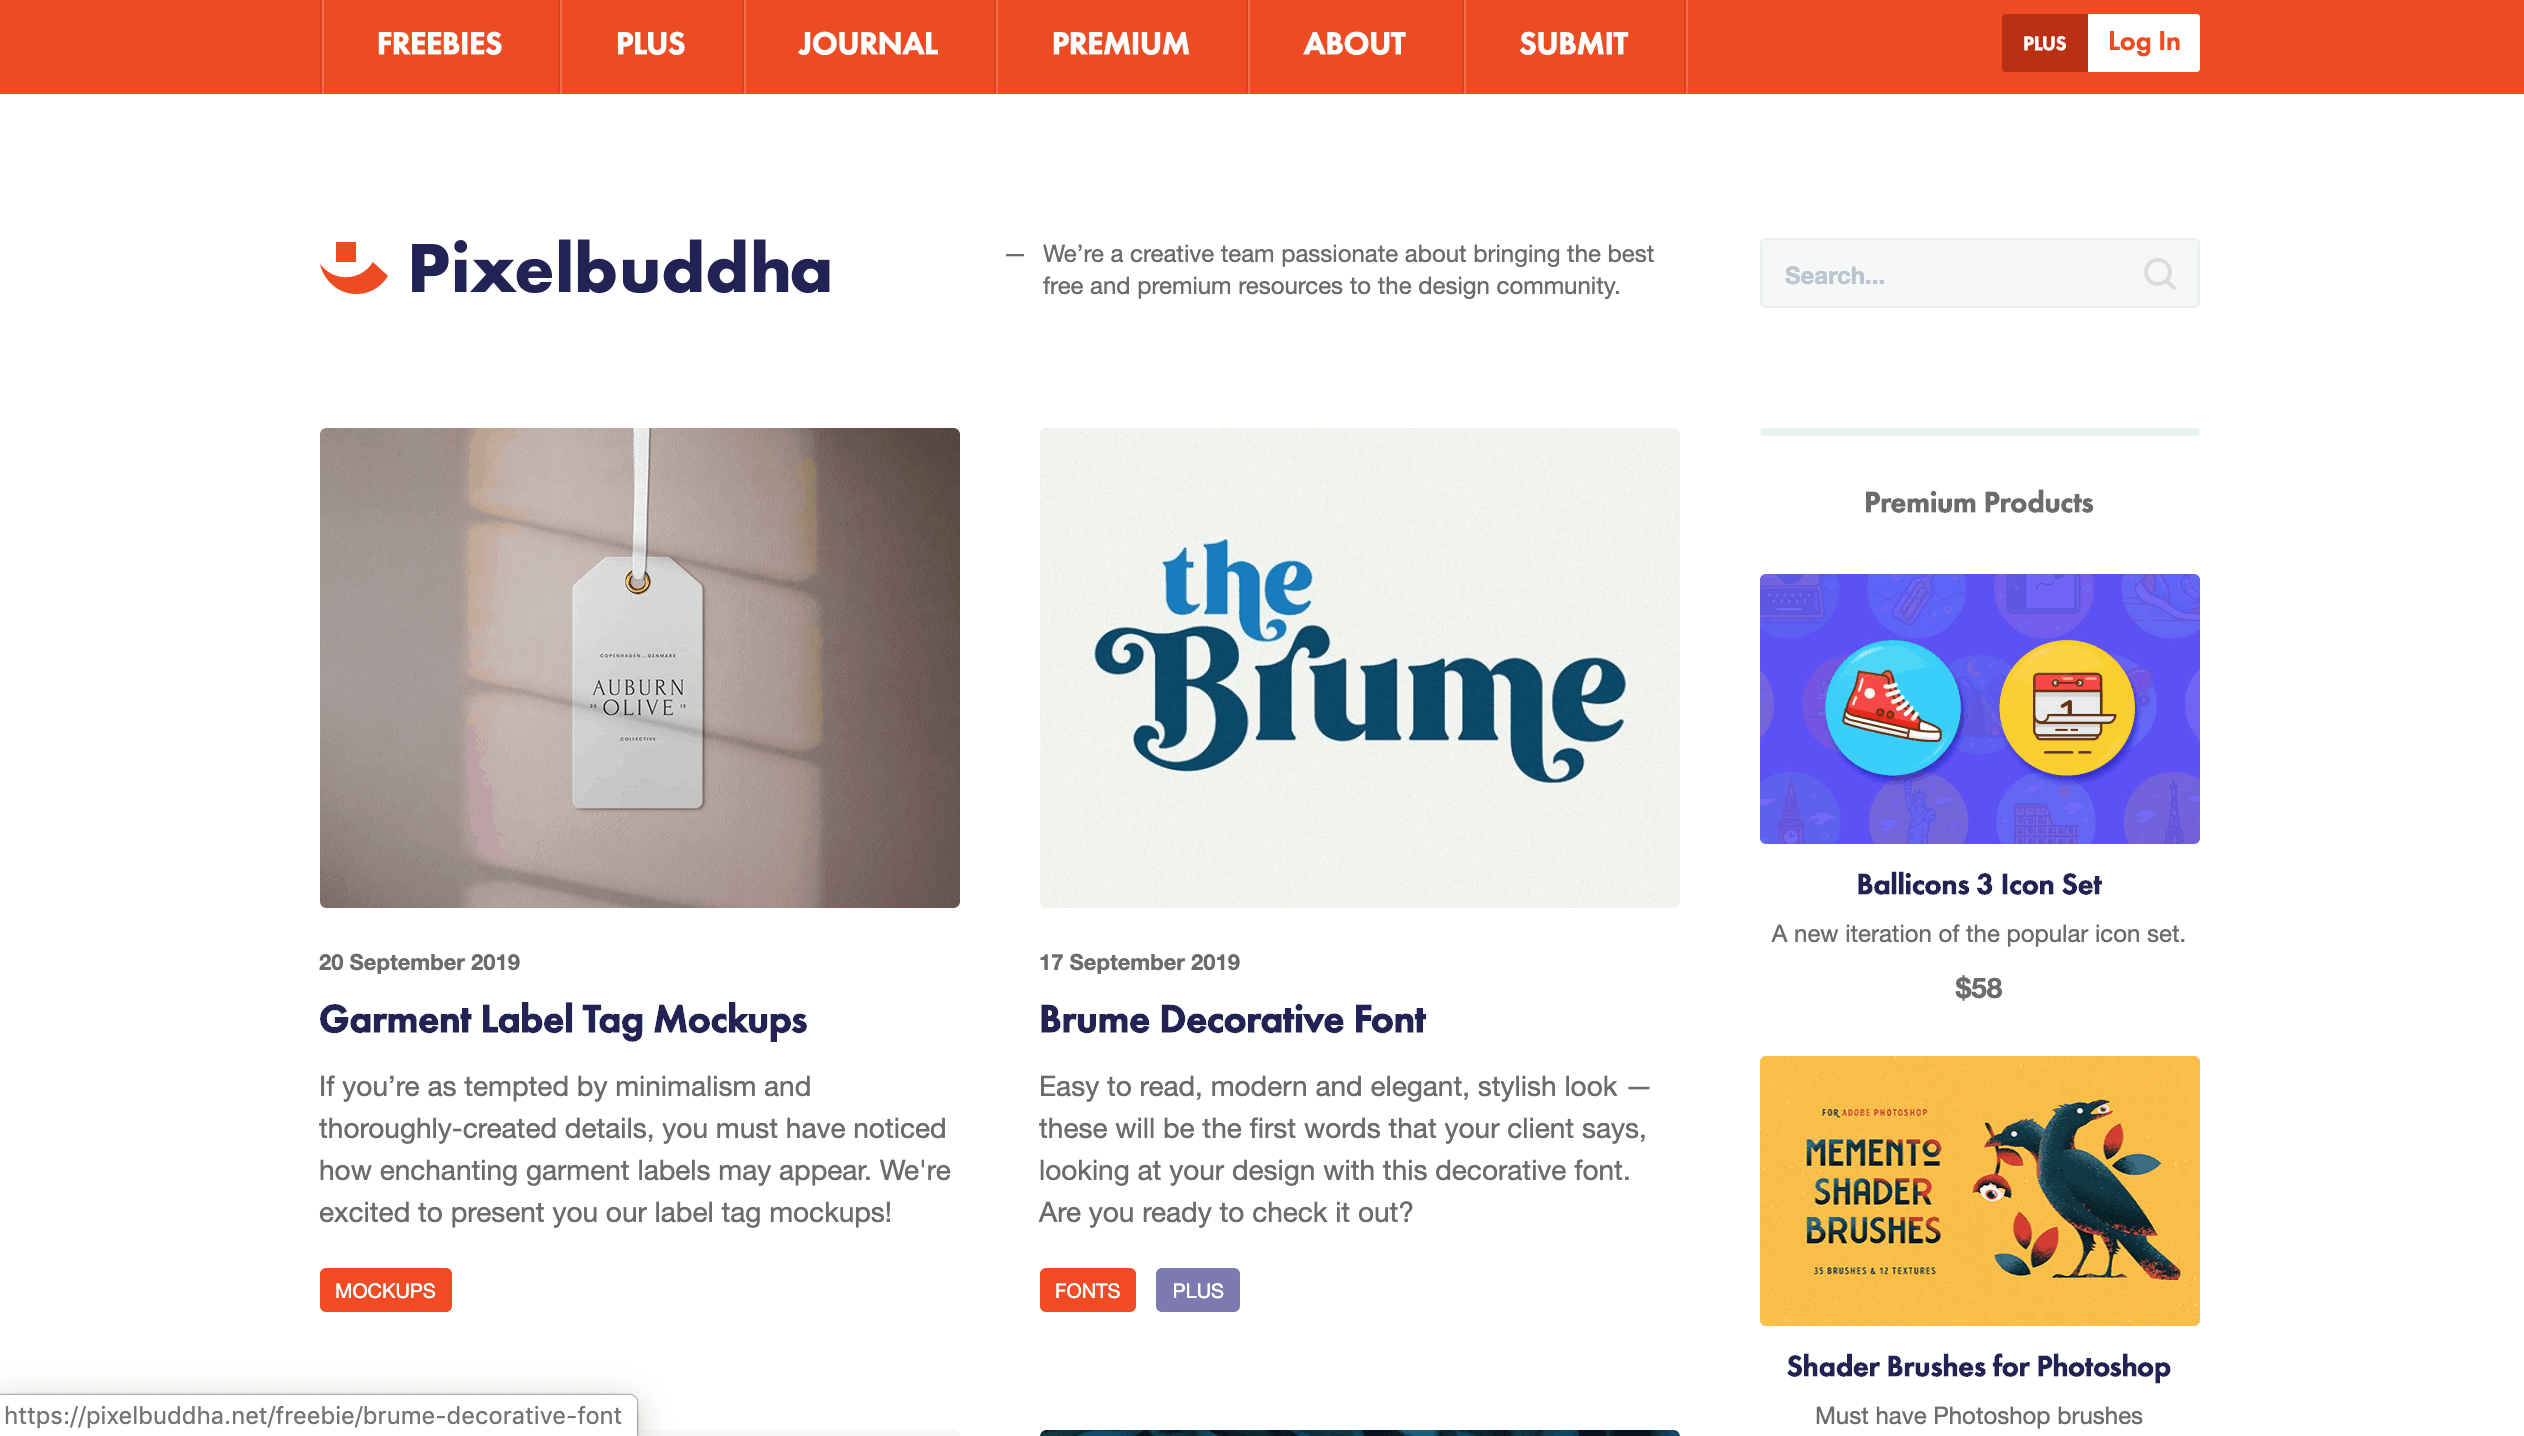 FREEBIES
PLUS
JOURNAL
PREMIUM
ABOUT
SUBMIT
PLUS
Log In
Pixelbuddha
— We’re a creative team passionate about bringing the best
free and premium resources to the design community.
Search...
COPENHAGEN...DENMARK
AUBURN
20 OLIVE 18
COLLECTIVE
20 September 2019
Garment Label Tag Mockups
If you’re as tempted by minimalism and
thoroughly-created details, you must have noticed
how enchanting garment labels may appear. We're
excited to present you our label tag mockups!
MOCKUPS
the
Brume
17 September 2019
Brume Decorative Font
Easy to read, modern and elegant, stylish look —
these will be the first words that your client says,
looking at your design with this decorative font.
Are you ready to check it out?
FONTS
PLUS
Premium Products
1
Ballicons 3 Icon Set
A new iteration of the popular icon set.
$58
FOR ADOBE PHOTOSHOP
MEMENTO
SHADER
BRUSHES
35 BRUSHES & 12 TEXTURES
Shader Brushes for Photoshop
Must have Photoshop brushes
https://pixelbuddha.net/freebie/brume-decorative-font